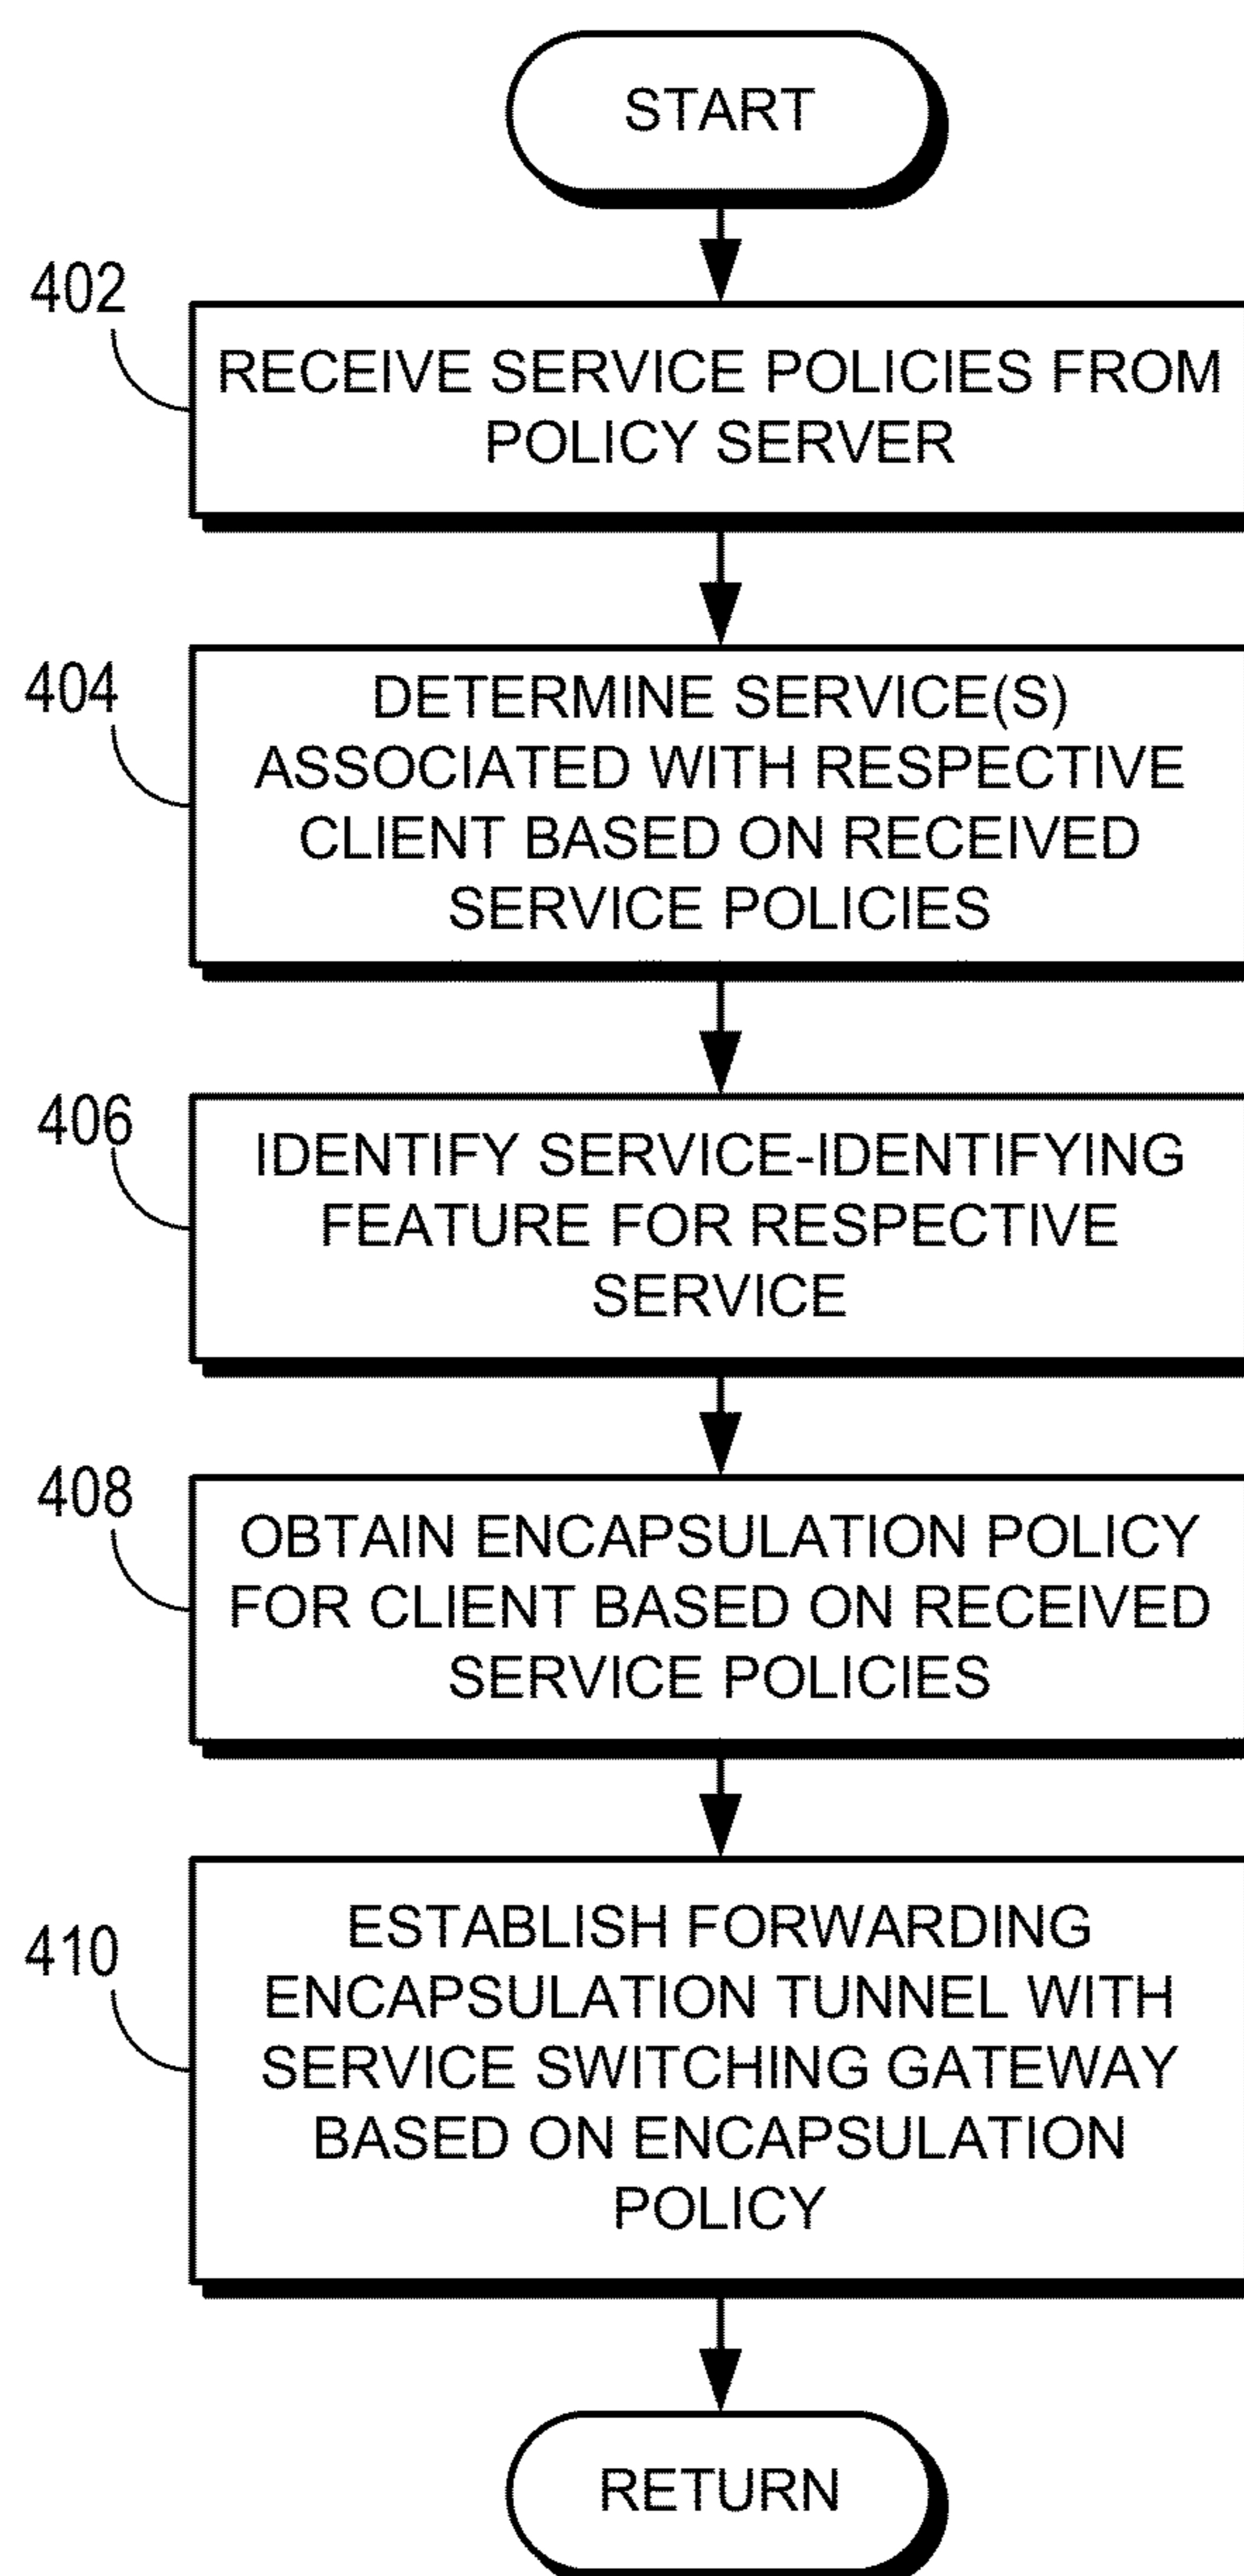 START
402
RECEIVE SERVICE POLICIES FROM
POLICY SERVER
404
DETERMINE SERVICE(S)
ASSOCIATED WITH RESPECTIVE
CLIENT BASED ON RECEIVED
SERVICE POLICIES
406
IDENTIFY SERVICE-IDENTIFYING
FEATURE FOR RESPECTIVE
SERVICE
408
OBTAIN ENCAPSULATION POLICY
FOR CLIENT BASED ON RECEIVED
SERVICE POLICIES
410
ESTABLISH FORWARDING
ENCAPSULATION TUNNEL WITH
SERVICE SWITCHING GATEWAY
BASED ON ENCAPSULATION
POLICY
RETURN